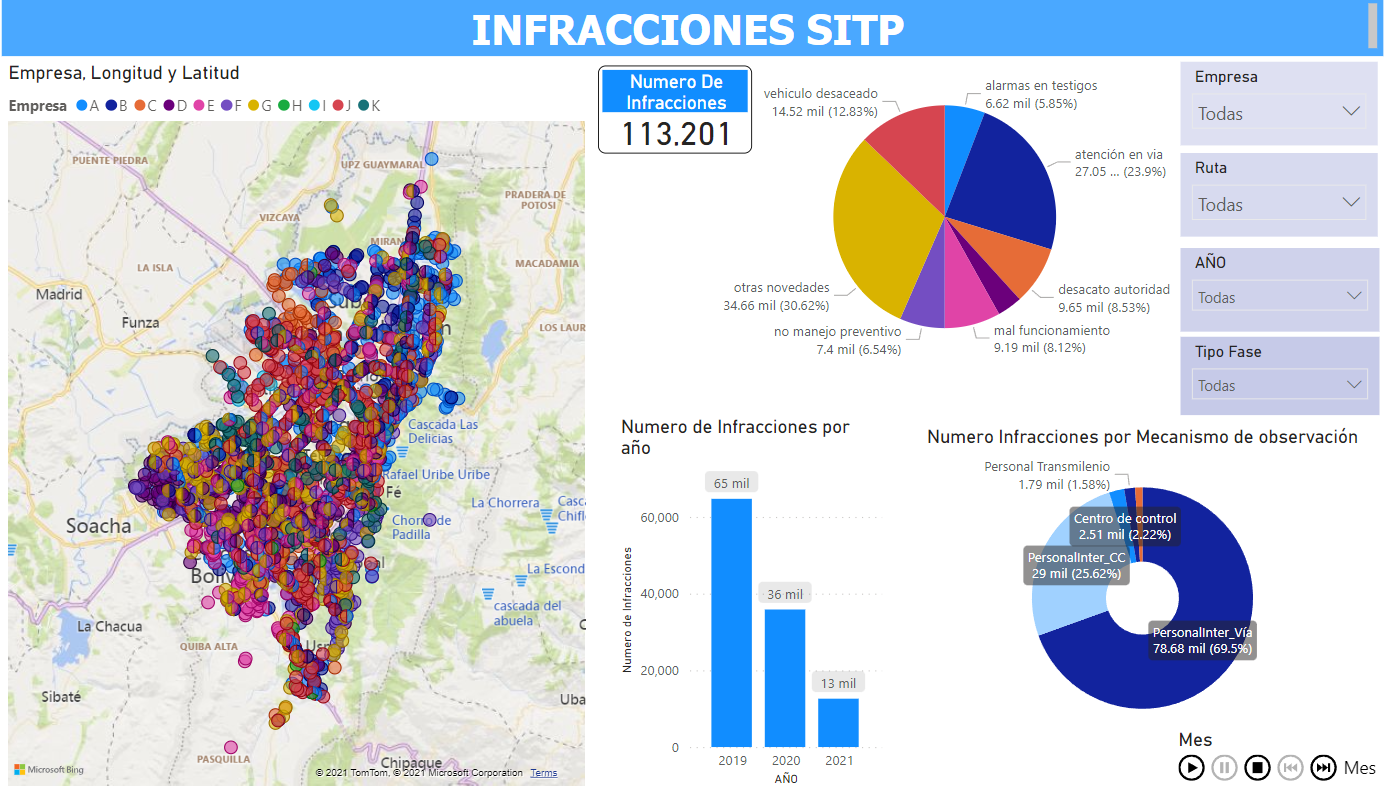 INFRACCIONES SITP
Empresa, Longitud y Latitud
Empresa A B C D E F G H I J K
PUENTE PIEDRA
UPZ GUAYMARAL
PRADERA DE
POTOSI
VIZCAYA
MIRAN
LA ISLA
MACADAMIA
Madrid
Funza
LOS LAUR
Cascada Las
Delicias
Rafael Uribe Uribe
Fé
La Chorrera
Casc
Chifl
Soacha
Chorro de
Padilla
Bolív
La Escond
cascada del
abuela
La Chacua
QUIBA ALTA
Usm
Sibaté
Uba
PASQUILLA
Chipaque
Microsoft Bing
© 2021 TomTom, © 2021 Microsoft Corporation Terms
Numero De
Infracciones
113.201
vehiculo desaceado
14.52 mil (12.83%)
alarmas en testigos
6.62 mil (5.85%)
atención en via
27.05 ... (23.9%)
desacato autoridad
9.65 mil (8.53%)
mal funcionamiento
9.19 mil (8.12%)
no manejo preventivo
7.4 mil (6.54%)
otras novedades
34.66 mil (30.62%)
Empresa
Todas
Ruta
Todas
AÑO
Todas
Tipo Fase
Todas
Numero de Infracciones por
año
Numero de Infracciones
60,000
40,000
20,000
0
65 mil
36 mil
13 mil
2019 2020 2021
AÑO
Numero Infracciones por Mecanismo de observación
Personal Transmilenio
1.79 mil (1.58%)
Centro de control
2.51 mil (2.22%)
PersonalInter_CC
29 mil (25.62%)
PersonalInter_Vía
78.68 mil (69.5%)
Mes
Mes